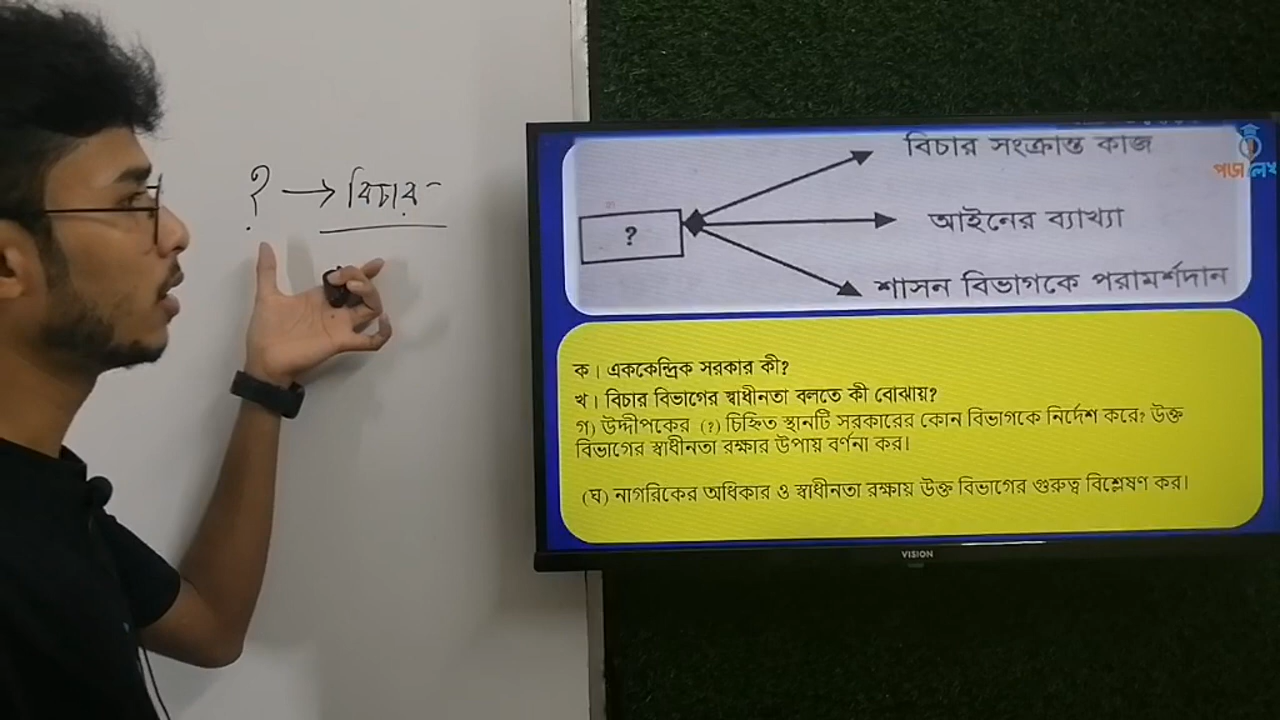 ? → বিচার -
বিচার সংক্রান্ত কাজ
পড়ালেখা
?
আইনের ব্যাখ্যা
শাসন বিভাগকে পরামর্শদান
ক। এককেন্দ্রিক সরকার কী?
খ। বিচার বিভাগের স্বাধীনতা বলতে কী বোঝায়?
গ) উদ্দীপকের (?) চিহ্নিত স্থানটি সরকারের কোন বিভাগকে নির্দেশ করে? উক্ত
বিভাগের স্বাধীনতা রক্ষার উপায় বর্ণনা কর।
(ঘ) নাগরিকের অধিকার ও স্বাধীনতা রক্ষায় উক্ত বিভাগের গুরুত্ব বিশ্লেষণ কর।
VISION